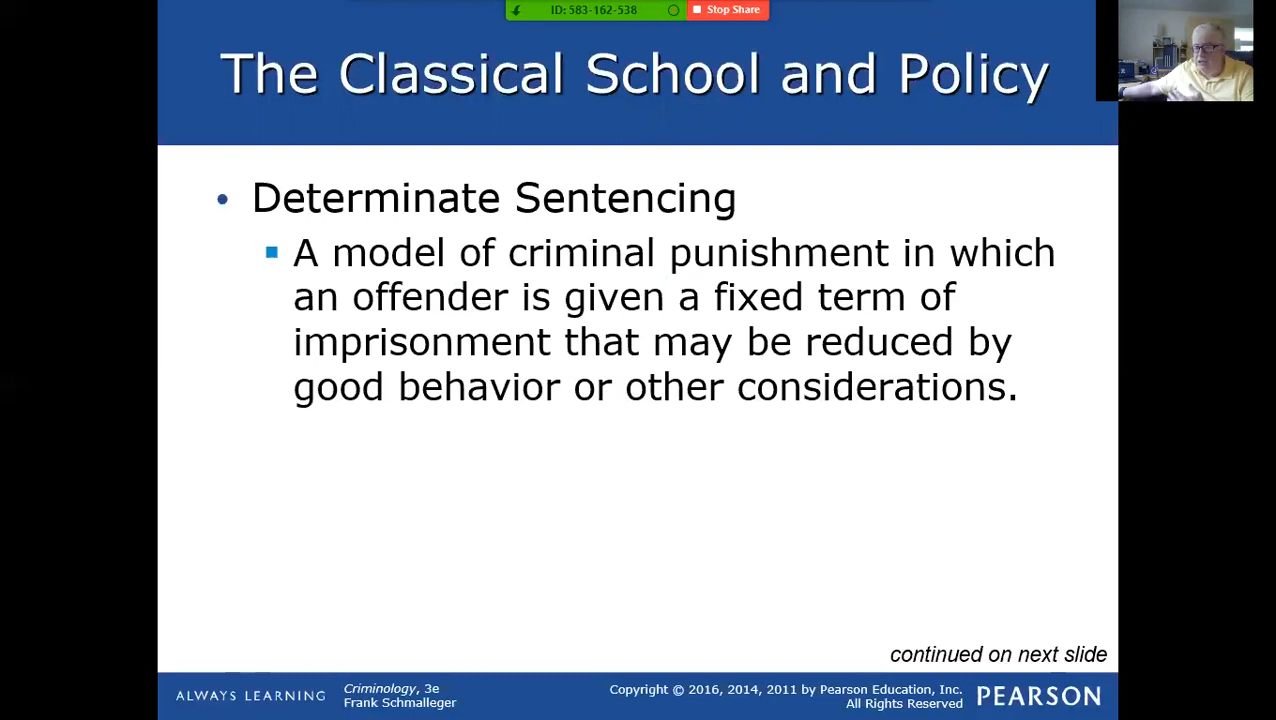 ID: 583-162-538
Stop Share
The Classical School and Policy
• Determinate Sentencing
▪ A model of criminal punishment in which
an offender is given a fixed term of
imprisonment that may be reduced by
good behavior or other considerations.
continued on next slide
ALWAYS LEARNING
Criminology, 3e
Frank Schmalleger
Copyright © 2016, 2014, 2011 by Pearson Education, Inc.
All Rights Reserved
PEARSON